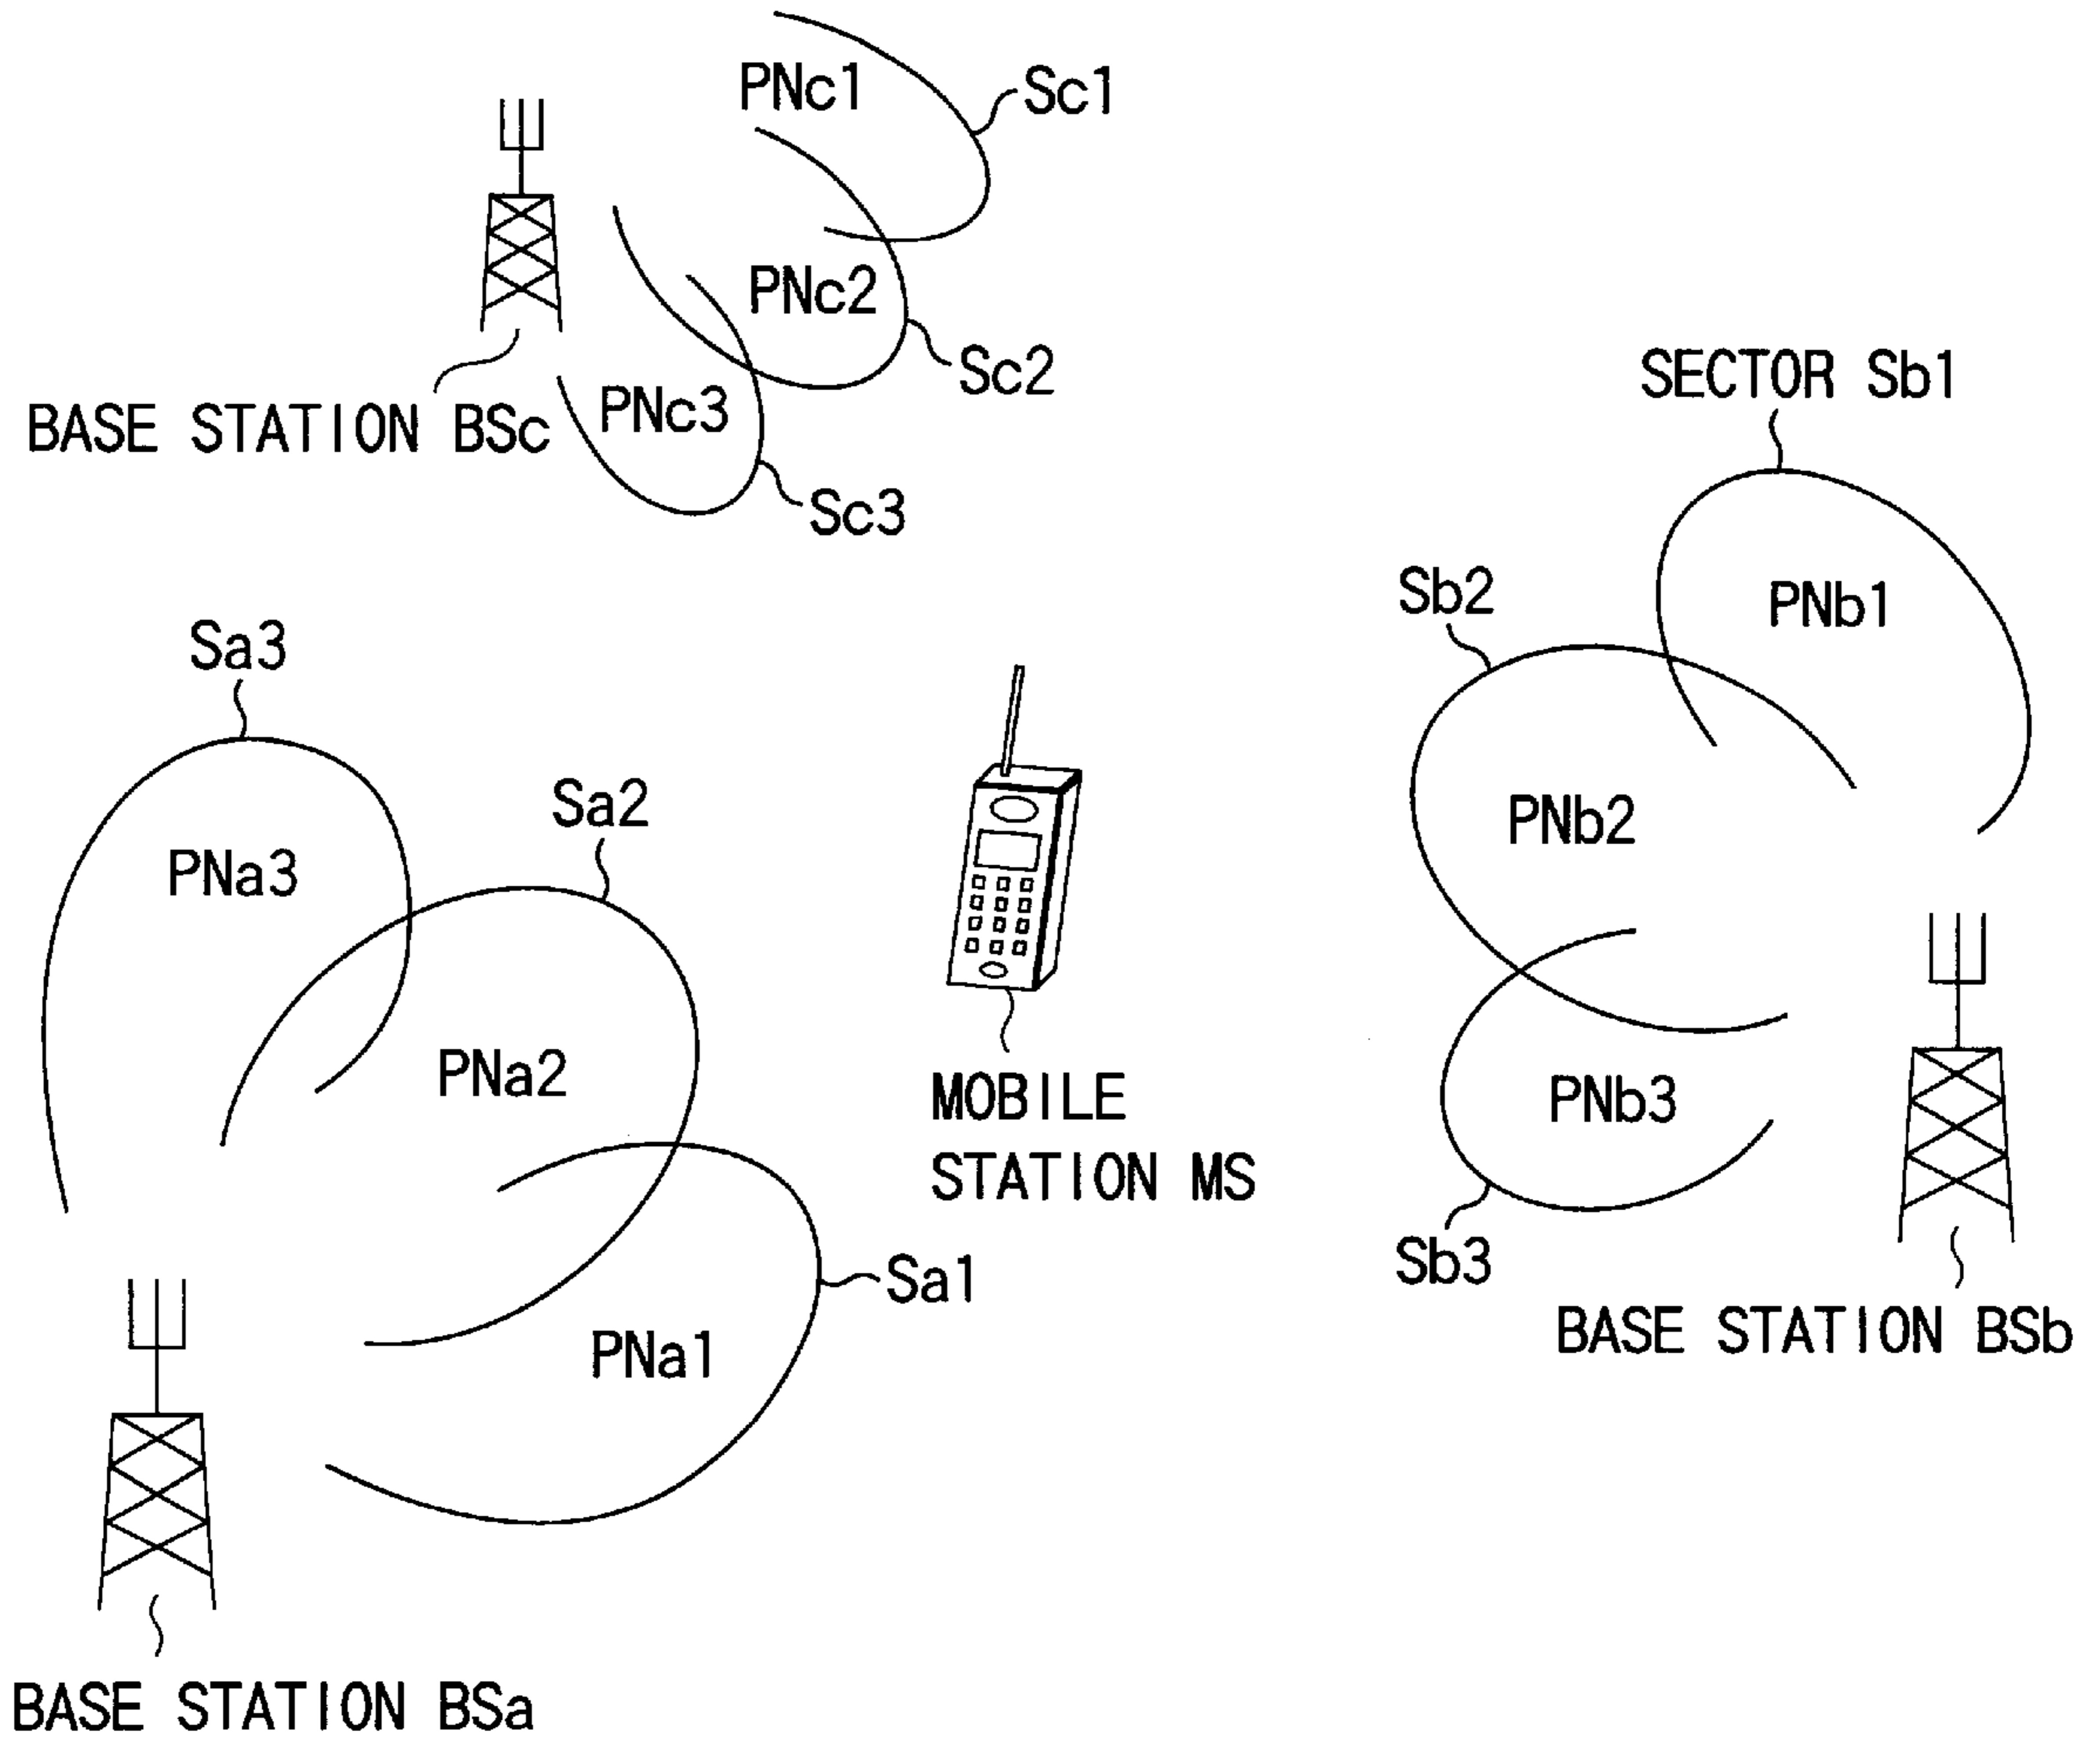 PNc1
Sc1
PNc2
Sc2
BASE STATION BSc
PNc3
Sc3
SECTOR Sb1
Sb2
PNb1
Sa3
Sa2
PNb2
PNa3
PNa2
MOBILE
STATION MS
PNb3
Sb3
Sa1
BASE STATION BSb
PNa1
BASE STATION BSa